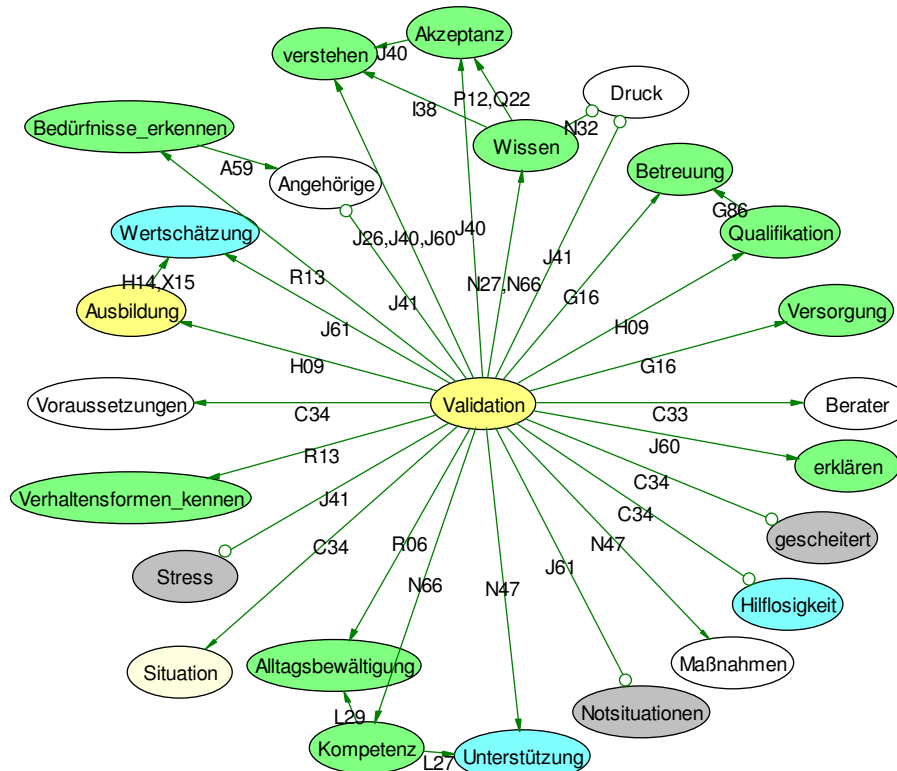 Akzeptanz
verstehen
J40
Druck
P12,Q22
I38
Bedürfnisse_erkennen
N32
Wissen
A59
Angehörige
Betreuung
G86
Wertschätzung
J26,J40,J60
J40
Qualifikation
J41
R13
H14,X15
N27,N66
J41
G16
Ausbildung
J61
H09
Versorgung
H09
G16
Voraussetzungen
C34
Validation
C33
Berater
R13
J60
erklären
Verhaltensformen_kennen
J41
C34
C34
gescheitert
C34
R06
N47
Stress
N66
N47
J61
Hilflosigkeit
Situation
Alltagsbewältigung
Maßnahmen
L29
Notsituationen
Kompetenz
L27
Unterstützung